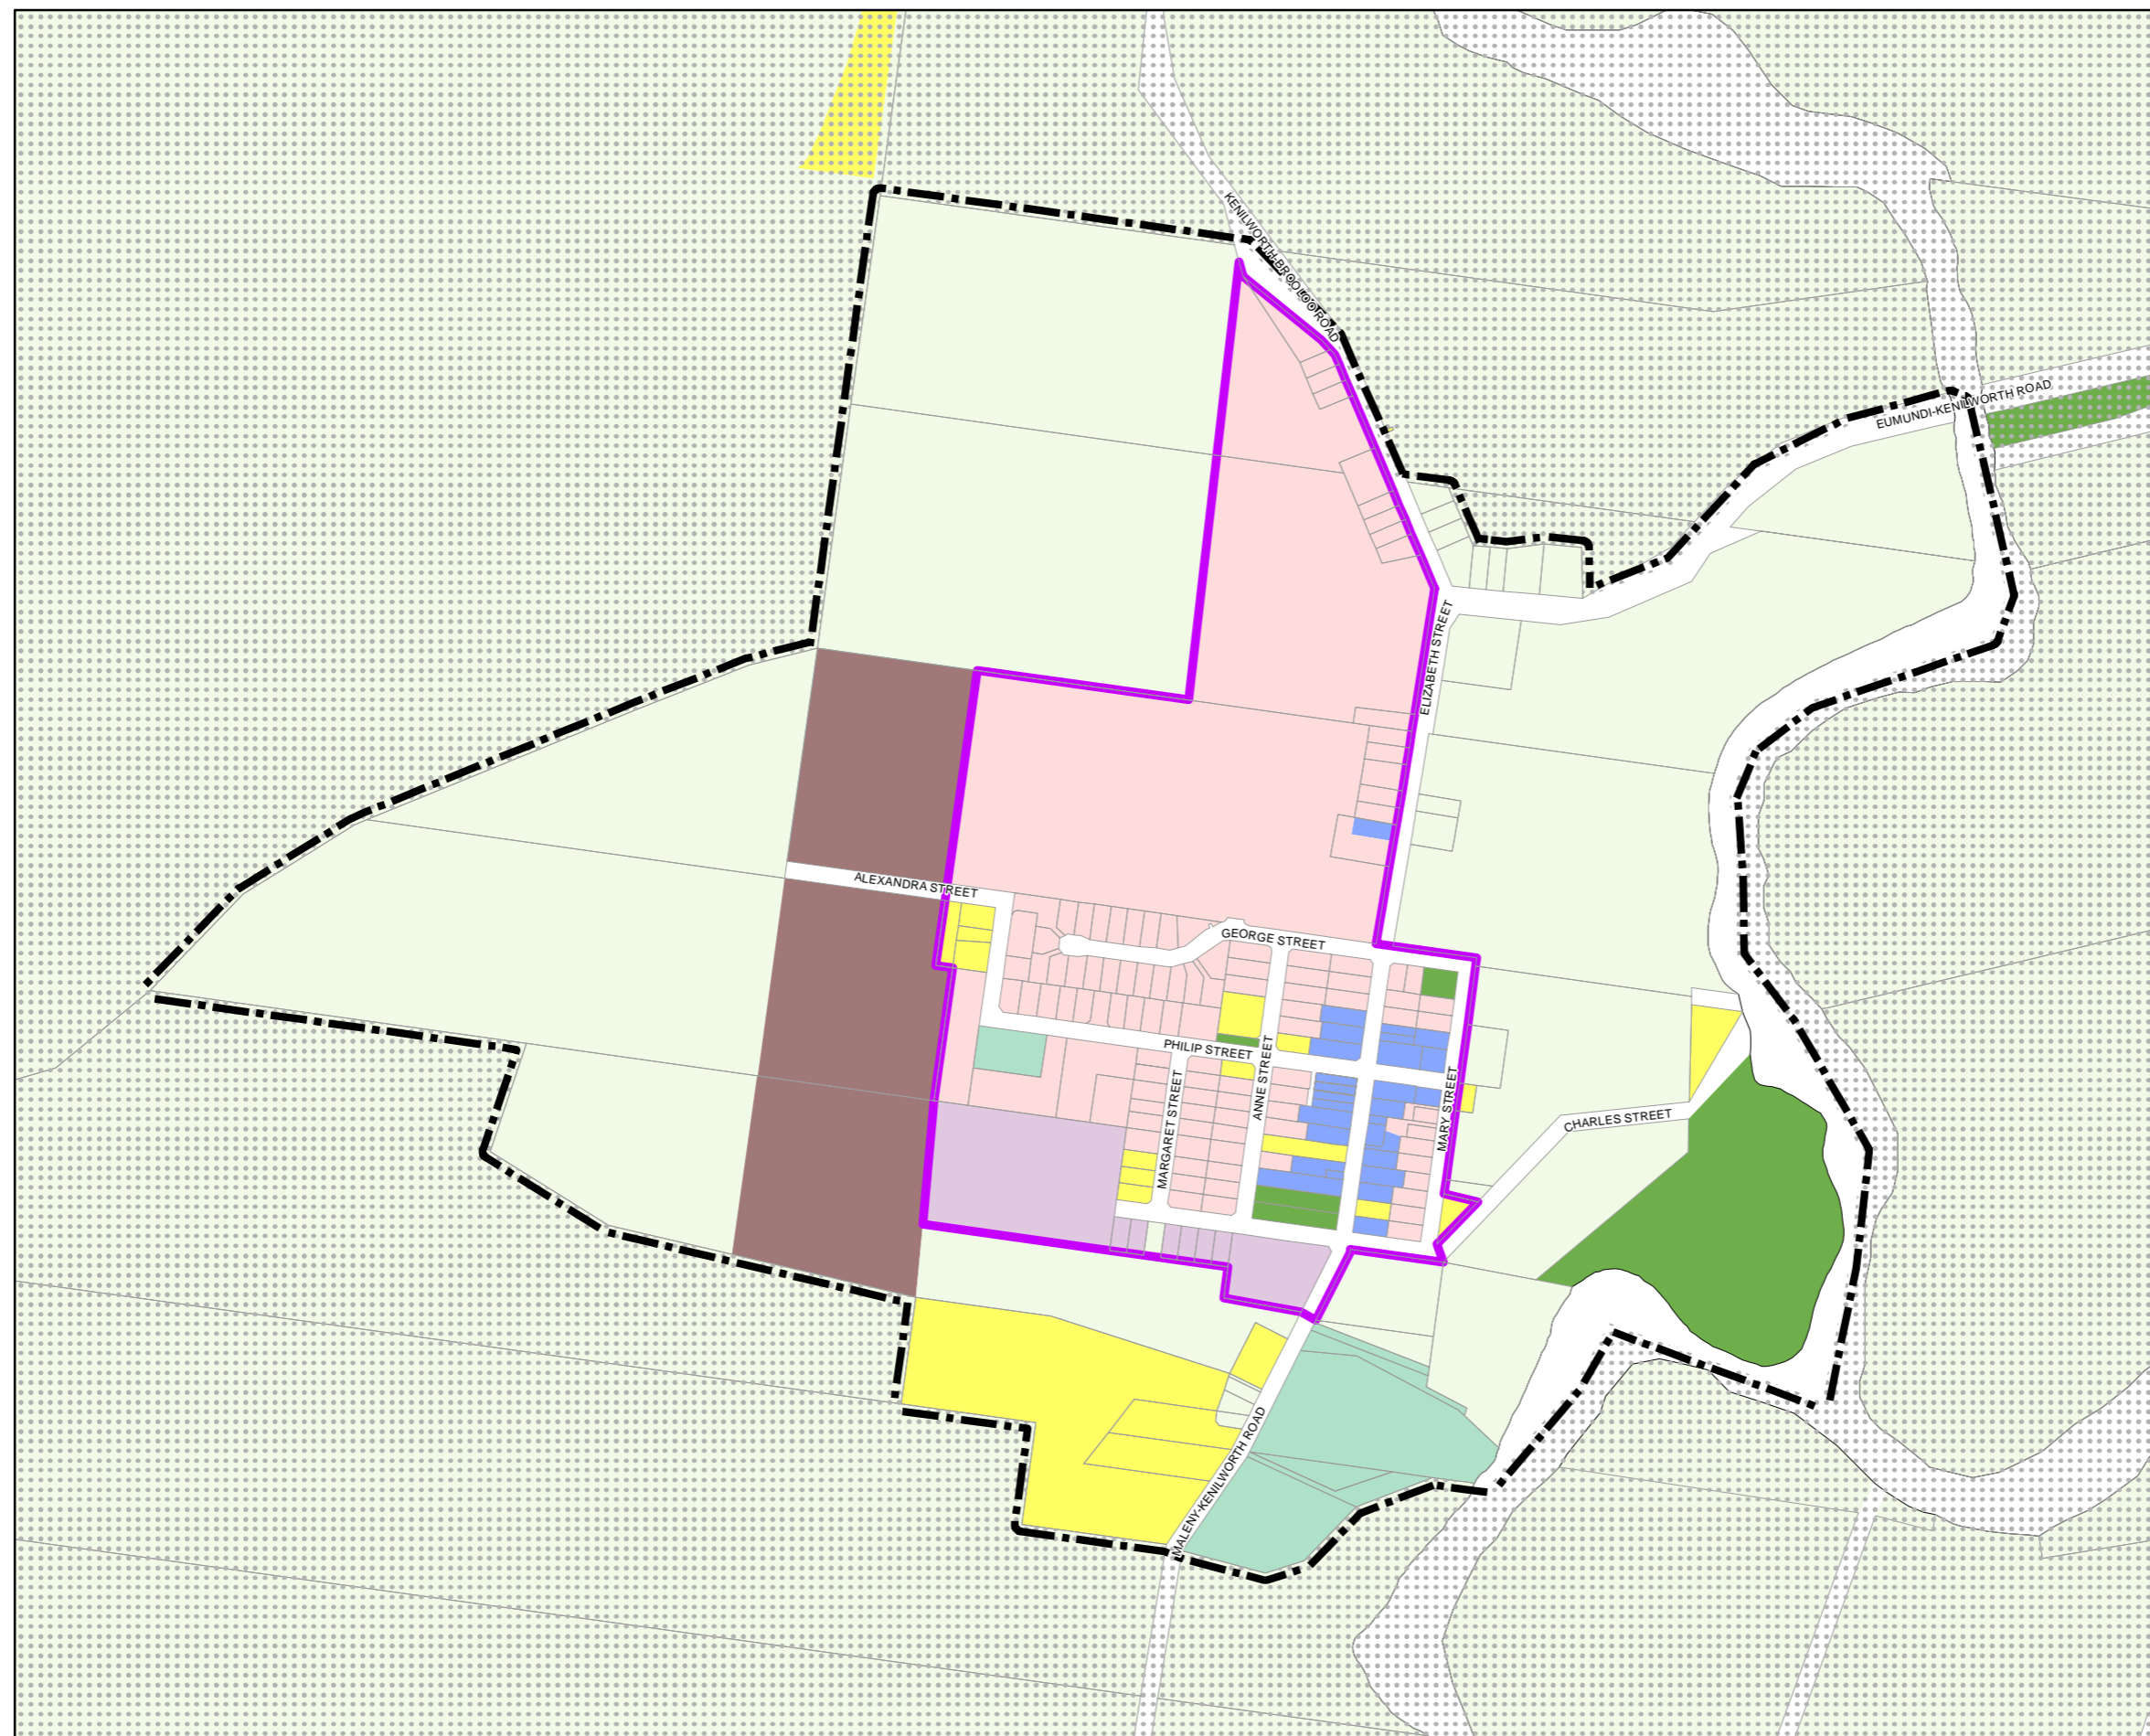 KENILWORTH-BROOLOO ROAD
EUMUNDI-KENILWORTH ROAD
ELIZABETH STREET
ALEXANDRA STREET
GEORGE STREET
PHILIP STREET
ANNE STREET
MARGARET STREET
MARY STREET
CHARLES STREET
MALENY-KENILWORTH ROAD